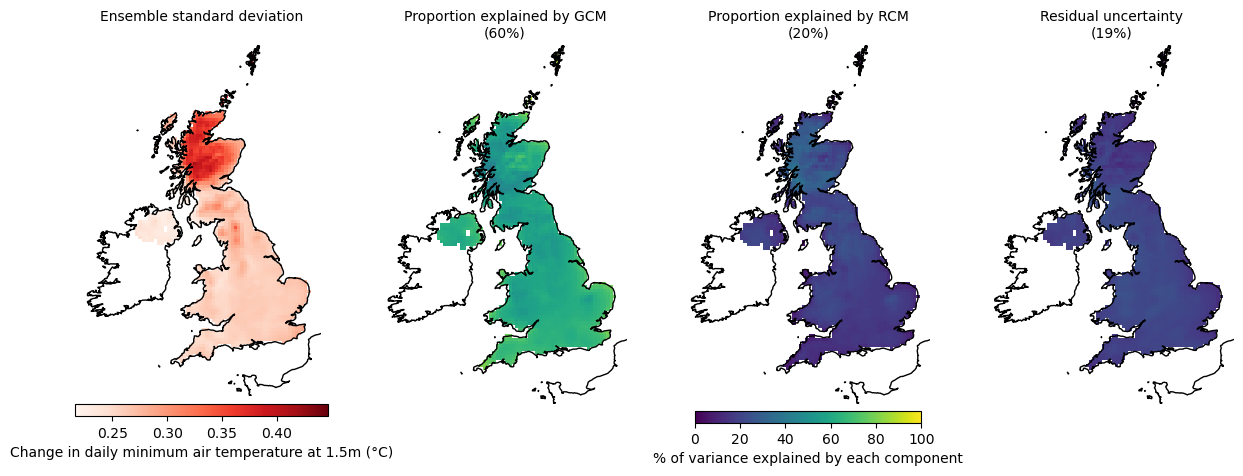 Ensemble standard deviation
Proportion explained by GCM
(60%)
Proportion explained by RCM
(20%)
Residual uncertainty
(19%)
0.25 0.30 0.35 0.40
Change in daily minimum air temperature at 1.5m (°C)
0 20 40 60 80 100
% of variance explained by each component